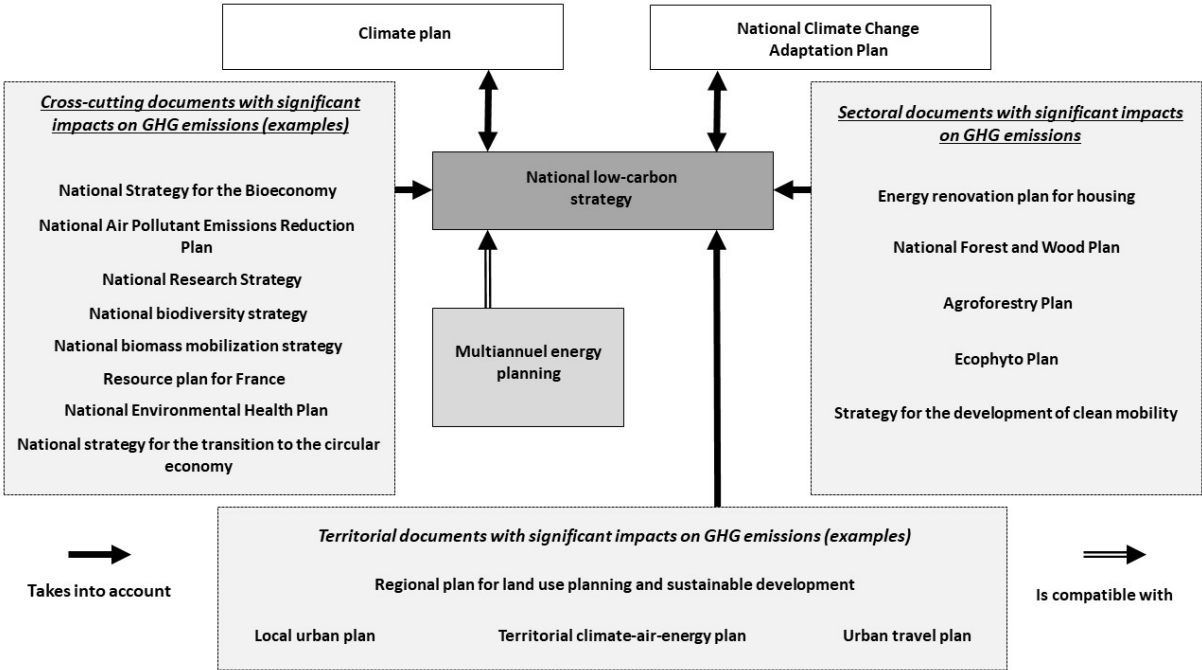 Climate plan
National Climate Change
Adaptation Plan
Cross-cutting documents with significant
impacts on GHG emissions (examples)
National Strategy for the Bioeconomy
National Air Pollutant Emissions Reduction
Plan
National Research Strategy
National biodiversity strategy
National biomass mobilization strategy
Resource plan for France
National Environmental Health Plan
National strategy for the transition to the circular
economy
National low-carbon
strategy
Multiannuel energy
planning
Sectoral documents with significant impacts
on GHG emissions
Energy renovation plan for housing
National Forest and Wood Plan
Agroforestry Plan
Ecophyto Plan
Strategy for the development of clean mobility
Territorial documents with significant impacts on GHG emissions (examples)
Regional plan for land use planning and sustainable development
Local urban plan
Territorial climate-air-energy plan
Urban travel plan
Takes into account
Is compatible with